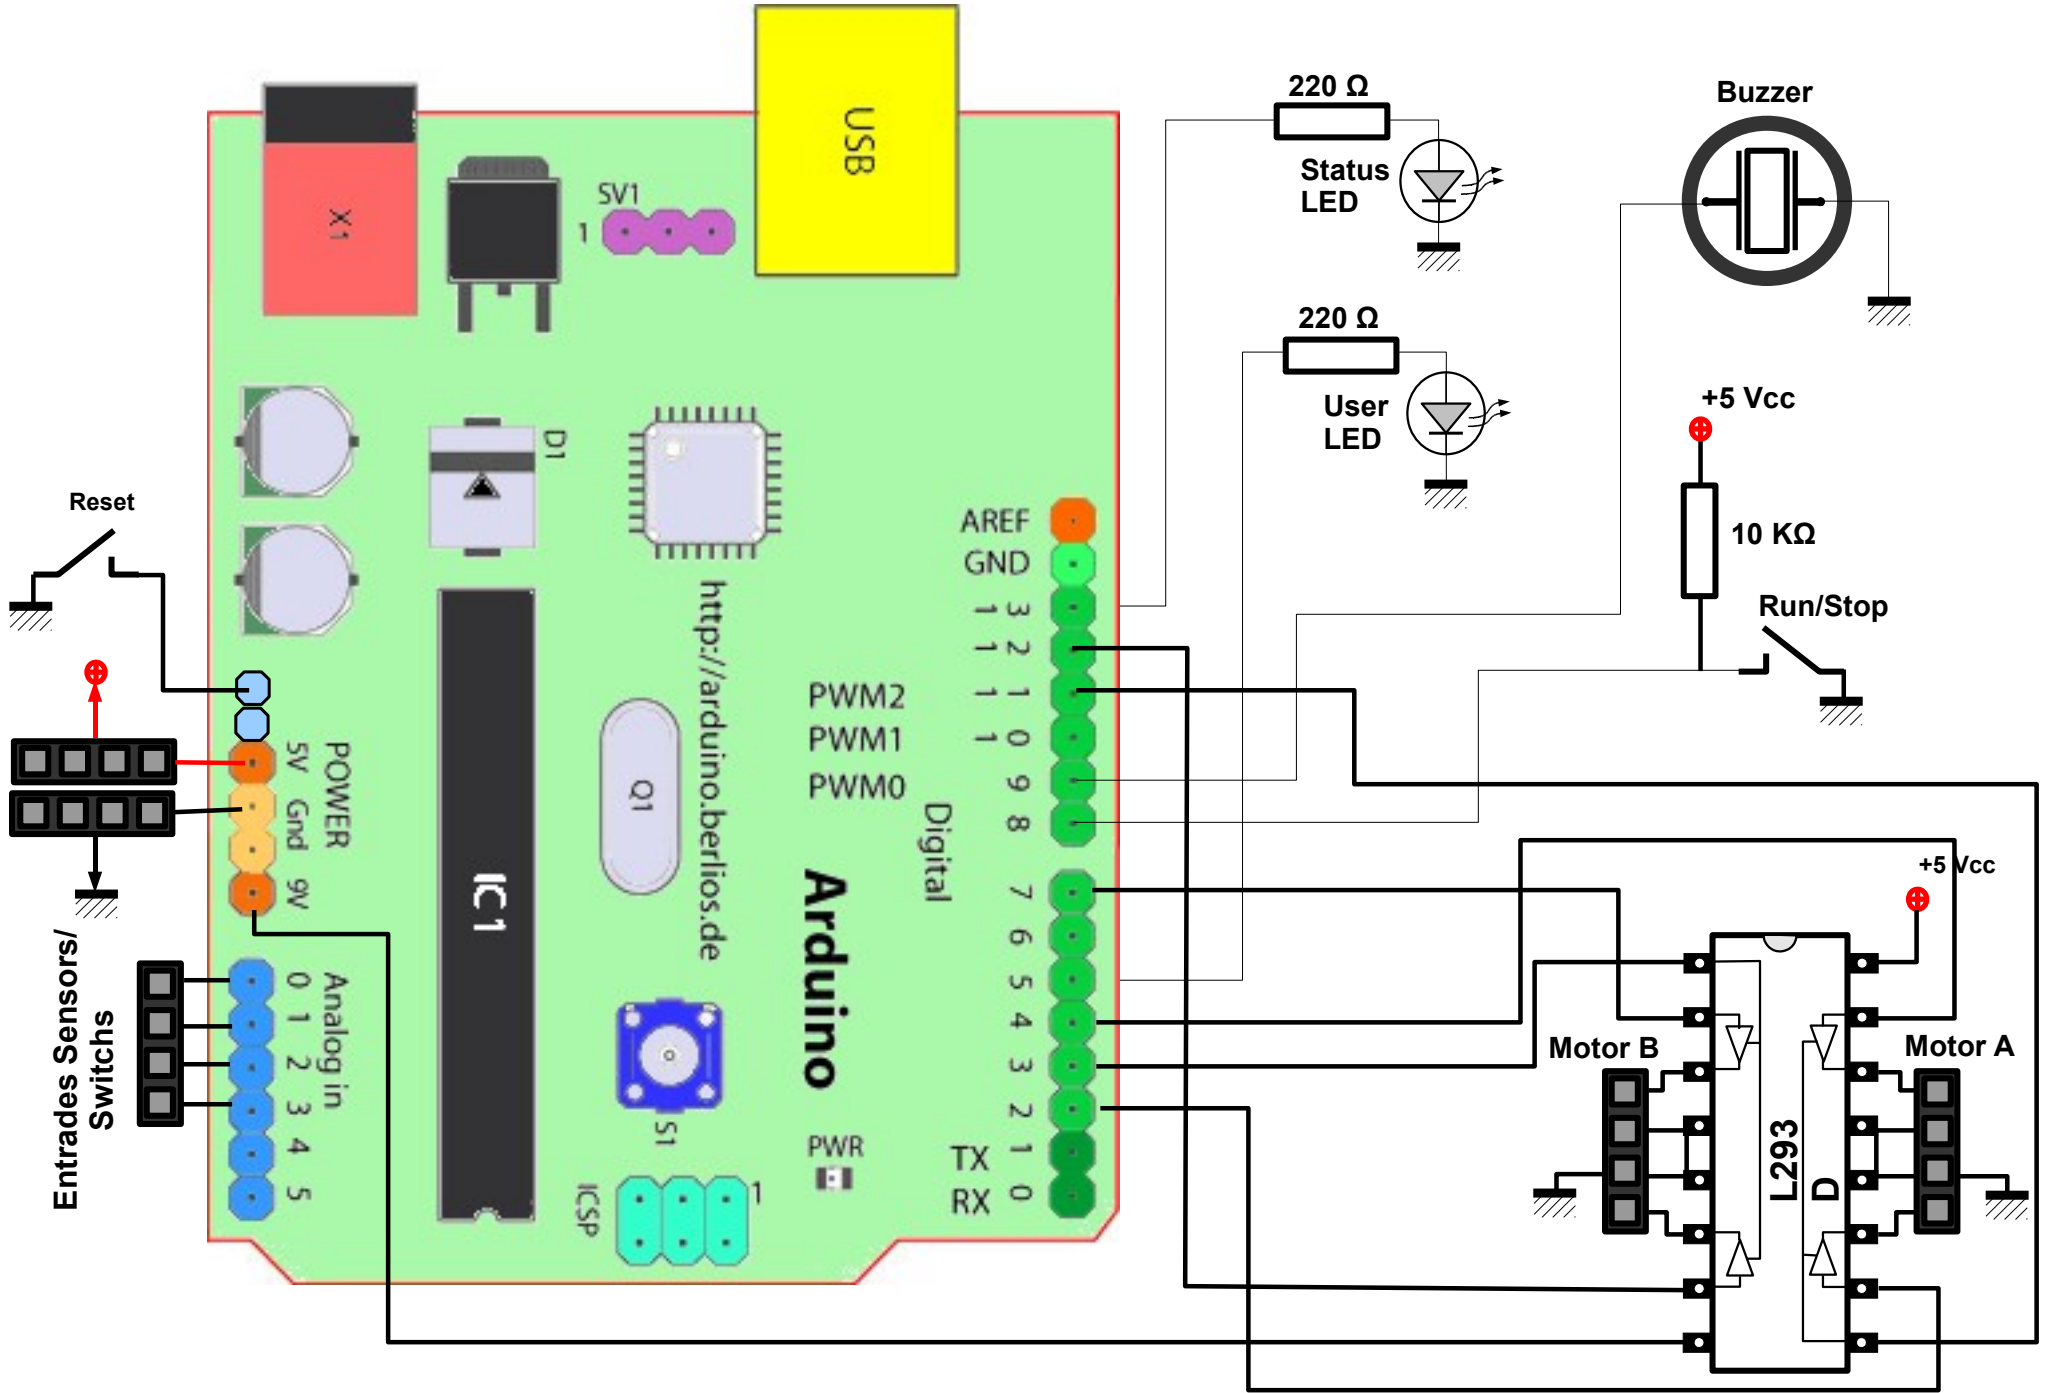 220 Ω
Status
LED
Buzzer
220 Ω
User
LED
+5 Vcc
10 KΩ
Run/Stop
X1
USB
SV1
1
D1
Reset
http://arduino.berlios.de
AREF
GND
13
12
PWM2
11
PWM1
10
PWM0
9
8
Digital
POWER
5V
Gnd
9V
Q1
IC1
Arduino
7
6
5
4
3
2
TX 1
RX 0
Entrades Sensors/
Switchs
Analog in
0
1
2
3
4
5
S1
PWR
ICSP
1
+5 Vcc
Motor B
Motor A
L293
D